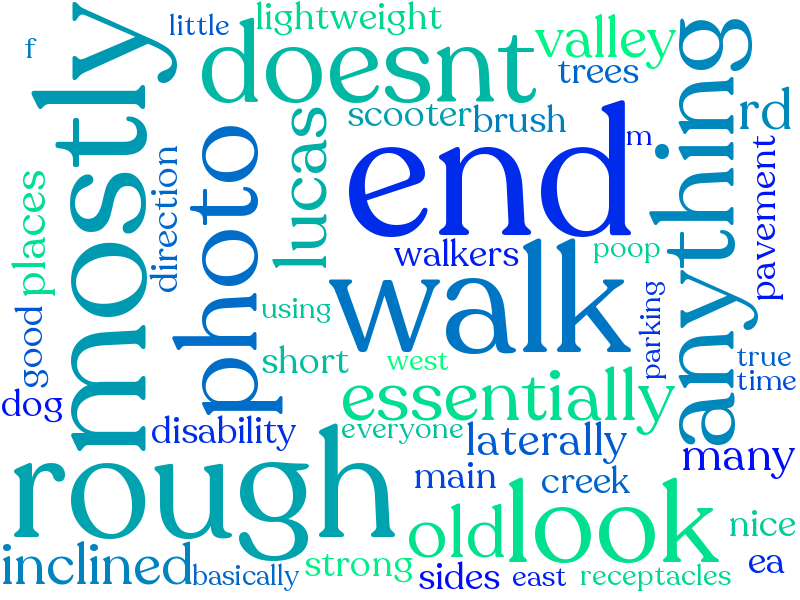 little
lightweight
f
mostly
doesnt
valley
trees
anything
rd
scooter
brush
m
photo
lucas
end
direction
pavement
places
walkers
poop
walk
using
good
parking
short
west
true
time
dog
essentially
disability
everyone
laterally
many
rough
main
creek
look
old
nice
inclined
basically
strong
sides
east
receptacles
ea